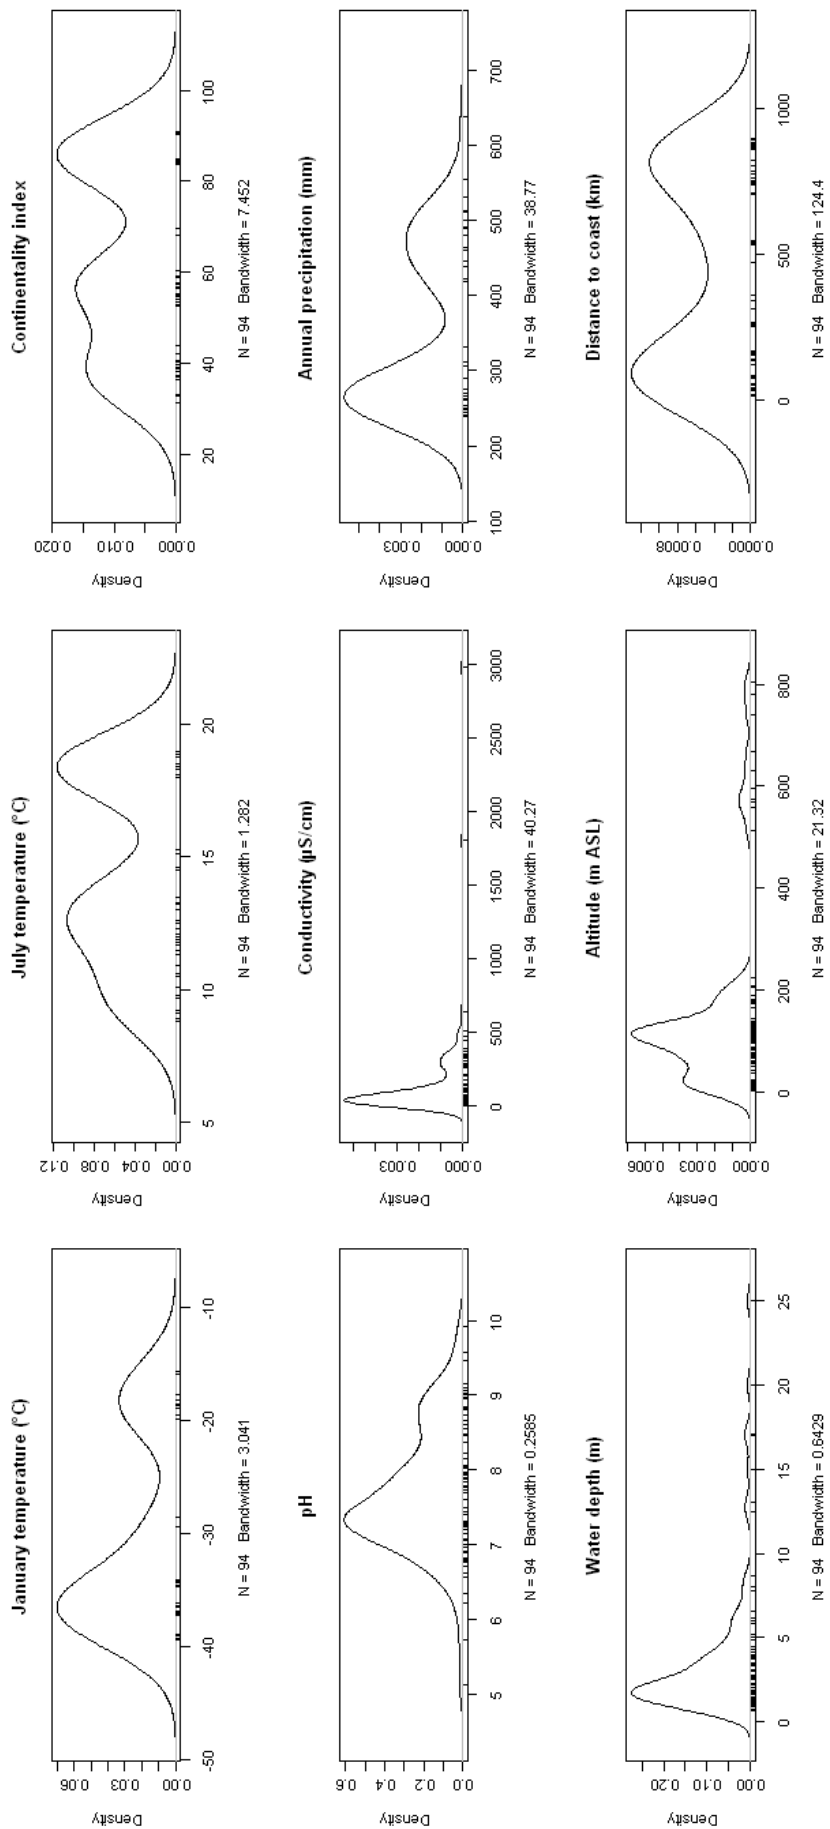 January temperature (°C)
Density
0.00 0.03 0.06
-50 -40 -30 -20 -10
N = 94 Bandwidth = 3.041
July temperature (°C)
Density
0.00 0.04 0.08 0.12
5 10 15 20
N = 94 Bandwidth = 1.282
Continentality index
Density
0.000 0.010 0.020
20 40 60 80 100
N = 94 Bandwidth = 7.452
pH
Density
0.0 0.2 0.4 0.6
5 6 7 8 9 10
N = 94 Bandwidth = 0.2585
Conductivity (µS/cm)
Density
0.000 0.003
0 500 1000 1500 2000 2500 3000
N = 94 Bandwidth = 40.27
Annual precipitation (mm)
Density
0.000 0.003
100 200 300 400 500 600 700
N = 94 Bandwidth = 38.77
Water depth (m)
Density
0.00 0.10 0.20
0 5 10 15 20 25
N = 94 Bandwidth = 0.6429
Altitude (m ASL)
Density
0.000 0.003 0.006
0 200 400 600 800
N = 94 Bandwidth = 21.32
Distance to coast (km)
Density
0.0000 0.0008
0 500 1000
N = 94 Bandwidth = 124.4